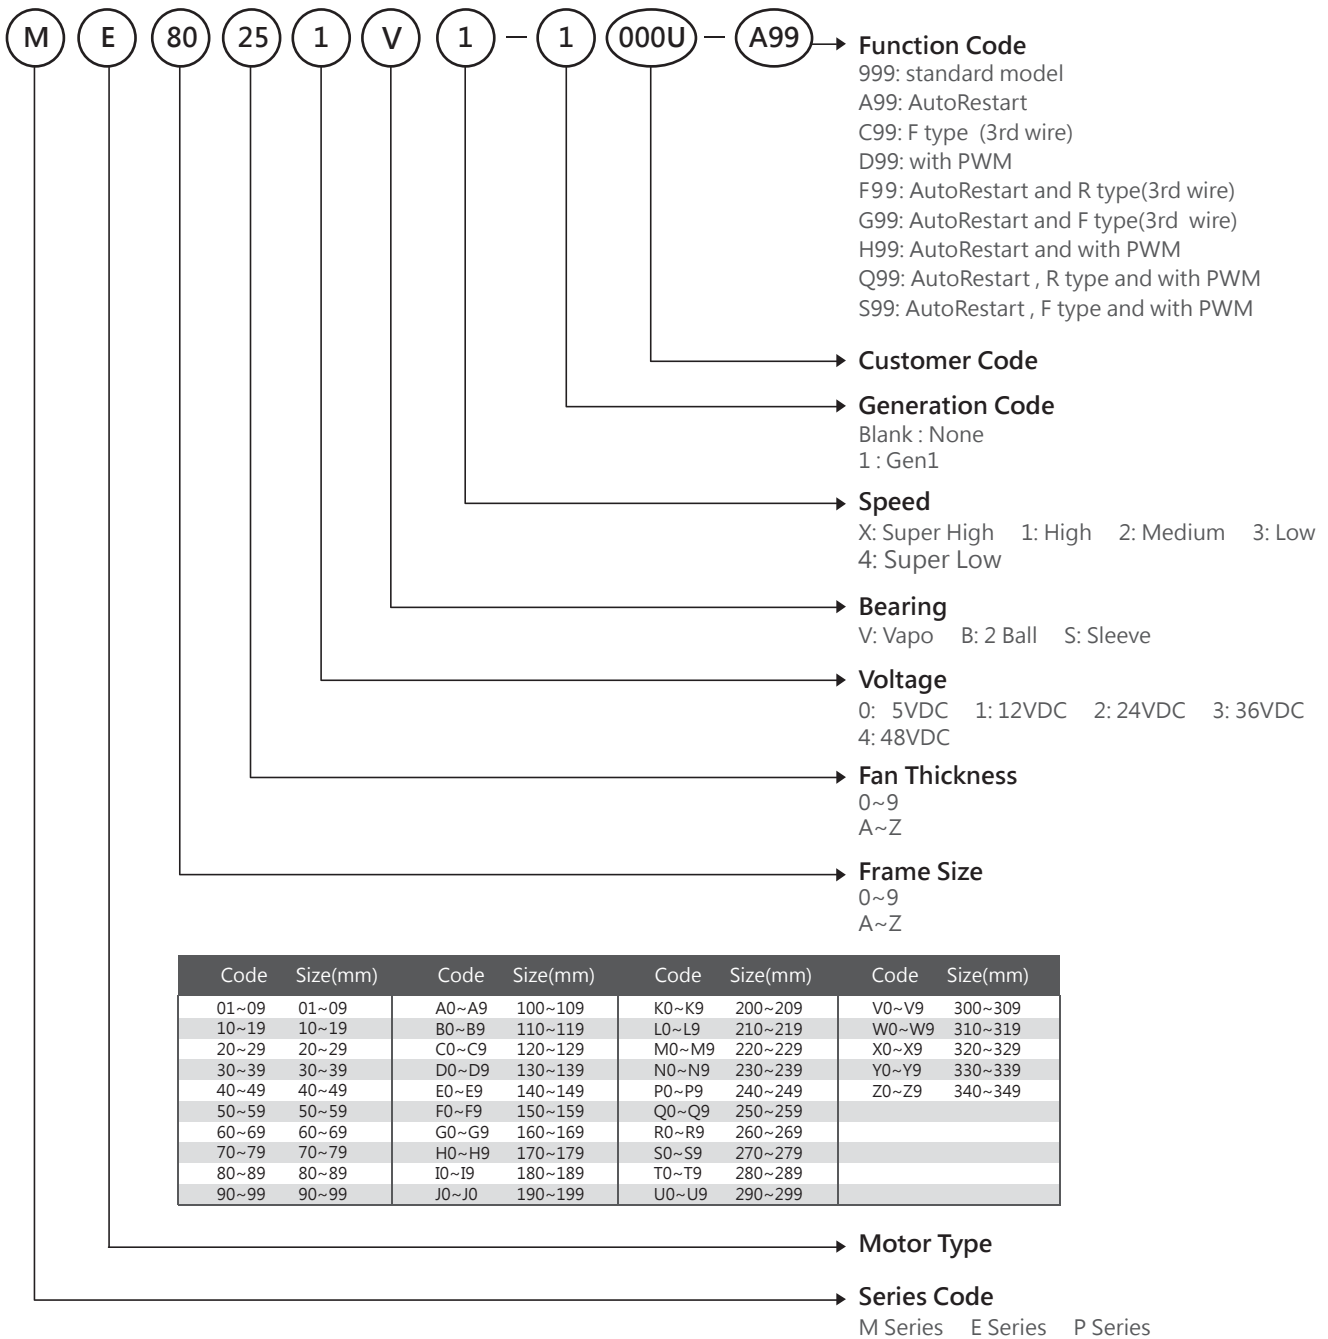 M E 80 25 1 V 1 – 1 000U – A99
Function Code
999: standard model
A99: AutoRestart
C99: F type (3rd wire)
D99: with PWM
F99: AutoRestart and R type(3rd wire)
G99: AutoRestart and F type(3rd wire)
H99: AutoRestart and with PWM
Q99: AutoRestart , R type and with PWM
S99: AutoRestart , F type and with PWM
Customer Code
Generation Code
Blank : None
1 : Gen1
Speed
X: Super High 1: High 2: Medium 3: Low
4: Super Low
Bearing
V: Vapo B: 2 Ball S: Sleeve
Voltage
0: 5VDC 1: 12VDC 2: 24VDC 3: 36VDC
4: 48VDC
Fan Thickness
0~9
A~Z
Frame Size
0~9
A~Z
Code Size(mm) Code Size(mm) Code Size(mm) Code Size(mm)
01~09 01~09 A0~A9 100~109 K0~K9 200~209 V0~V9 300~309
10~19 10~19 B0~B9 110~119 L0~L9 210~219 W0~W9 310~319
20~29 20~29 C0~C9 120~129 M0~M9 220~229 X0~X9 320~329
30~39 30~39 D0~D9 130~139 N0~N9 230~239 Y0~Y9 330~339
40~49 40~49 E0~E9 140~149 P0~P9 240~249 Z0~Z9 340~349
50~59 50~59 F0~F9 150~159 Q0~Q9 250~259
60~69 60~69 G0~G9 160~169 R0~R9 260~269
70~79 70~79 H0~H9 170~179 S0~S9 270~279
80~89 80~89 I0~I9 180~189 T0~T9 280~289
90~99 90~99 J0~J0 190~199 U0~U9 290~299
Motor Type
Series Code
M Series E Series P Series